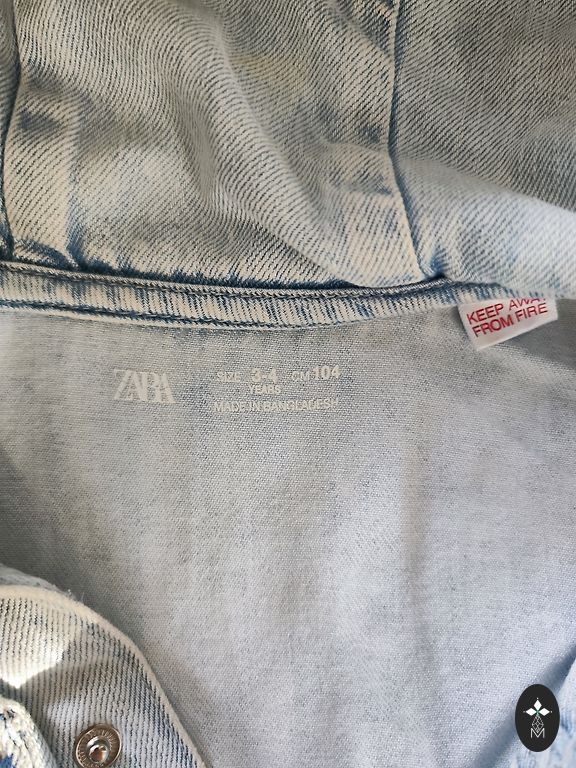 KEEP AWAY
FROM FIRE
ZARA
SIZE 3-4 CM 104
YEARS
MADE IN BANGLADESH
M